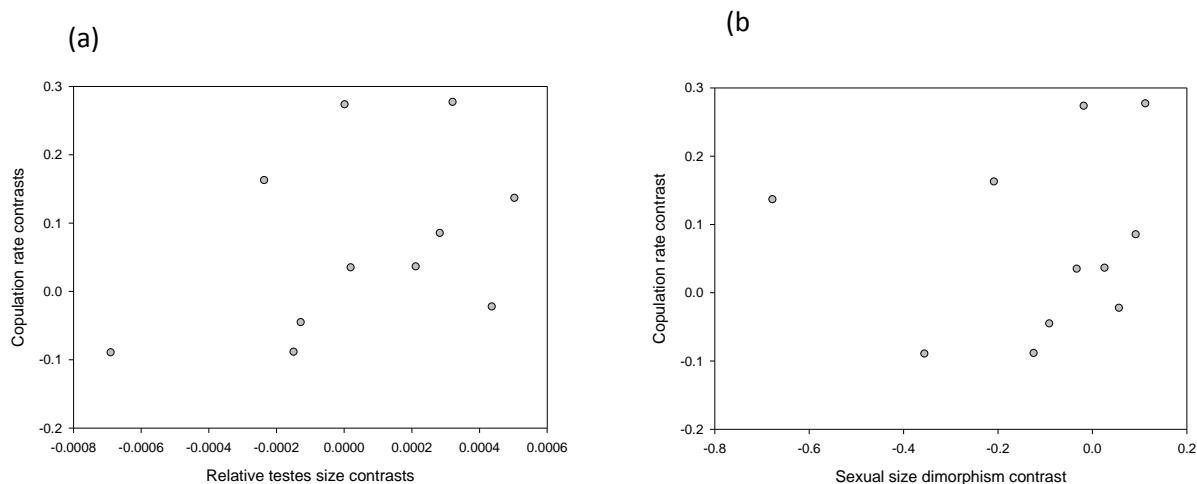 (a)
0.3
0.2
0.1
0.0
-0.1
-0.2
Copulation rate contrasts
-0.0008 -0.0006 -0.0004 -0.0002 0.0000 0.0002 0.0004 0.0006
Relative testes size contrasts
(b
0.3
0.2
0.1
0.0
-0.1
-0.2
Copulation rate contrast
-0.8 -0.6 -0.4 -0.2 0.0 0.2
Sexual size dimorphism contrast